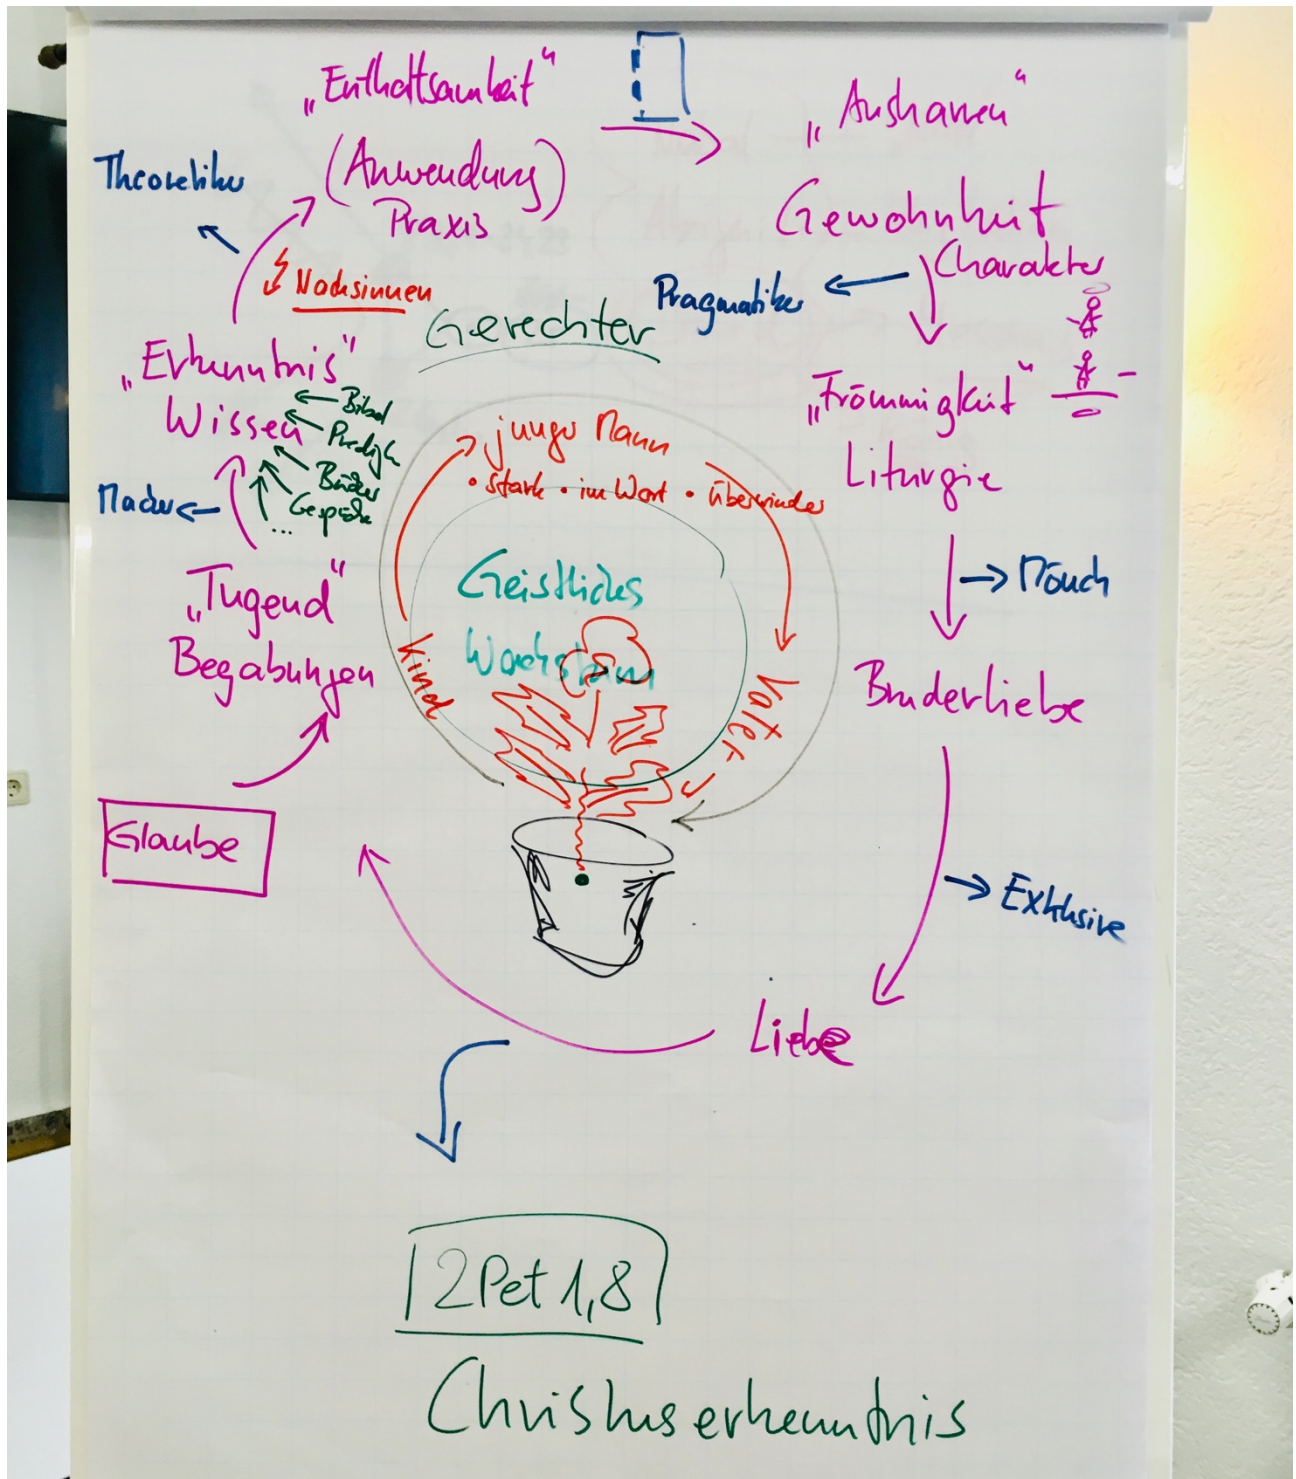 „Enthaltsamkeit“
(Anwendung)
Praxis
„Ausharren“
Gewohnheit
Charakter
Theoretiker
Nachsinnen
Pragmatiker
Gerechter
„Erkenntnis“
Wissen
Bibel
Predigt
Bücher
Gespräche
...
Macher
„Frömmigkeit“
Liturgie
junger Mann
• stark • im Wort • Überwinder
Geistliches
Wachstum
Kind
Vater
„Tugend“
Begabungen
Mönch
Bruderliebe
Glaube
Exklusive
Liebe
2Pet 1,8
Christuserkenntnis